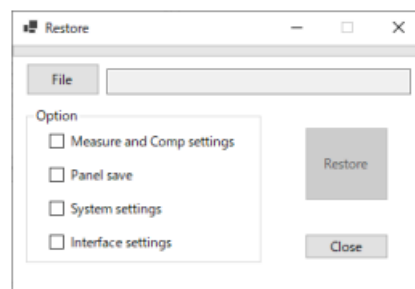 Restore
File
Option
Measure and Comp settings
Panel save
System settings
Interface settings
Restore
Close